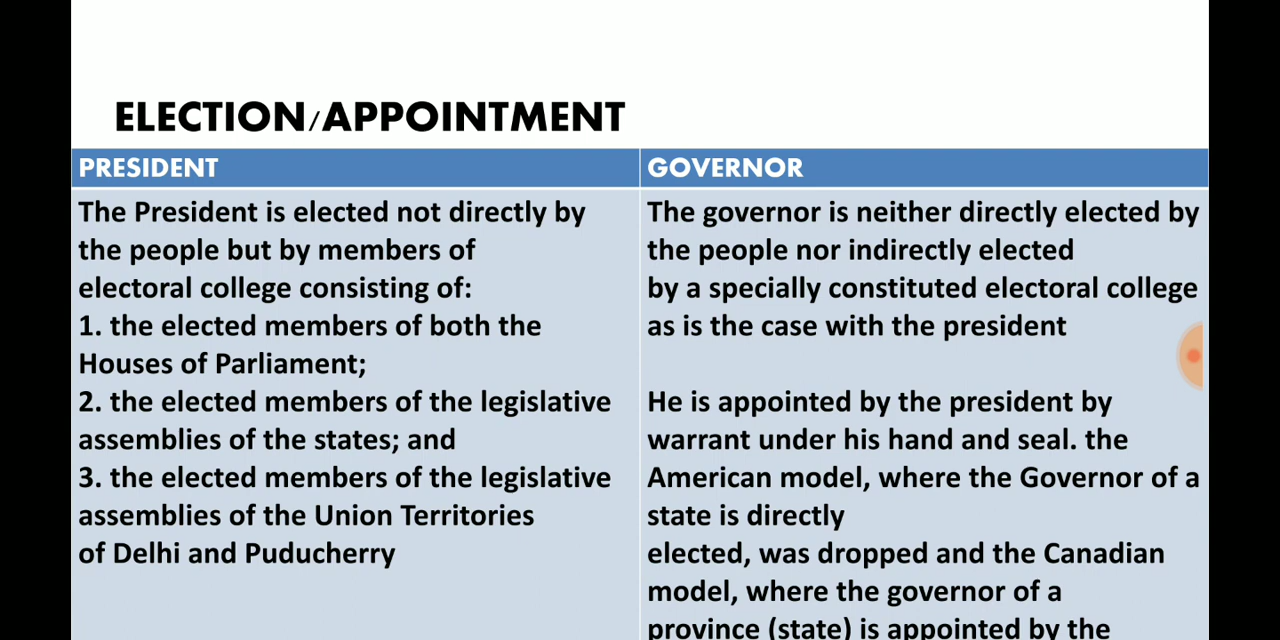 ELECTION/APPOINTMENT
PRESIDENT
The President is elected not directly by
the people but by members of
electoral college consisting of:
1. the elected members of both the
Houses of Parliament;
2. the elected members of the legislative
assemblies of the states; and
3. the elected members of the legislative
assemblies of the Union Territories
of Delhi and Puducherry
GOVERNOR
The governor is neither directly elected by
the people nor indirectly elected
by a specially constituted electoral college
as is the case with the president
He is appointed by the president by
warrant under his hand and seal. the
American model, where the Governor of a
state is directly
elected, was dropped and the Canadian
model, where the governor of a
province (state) is appointed by the